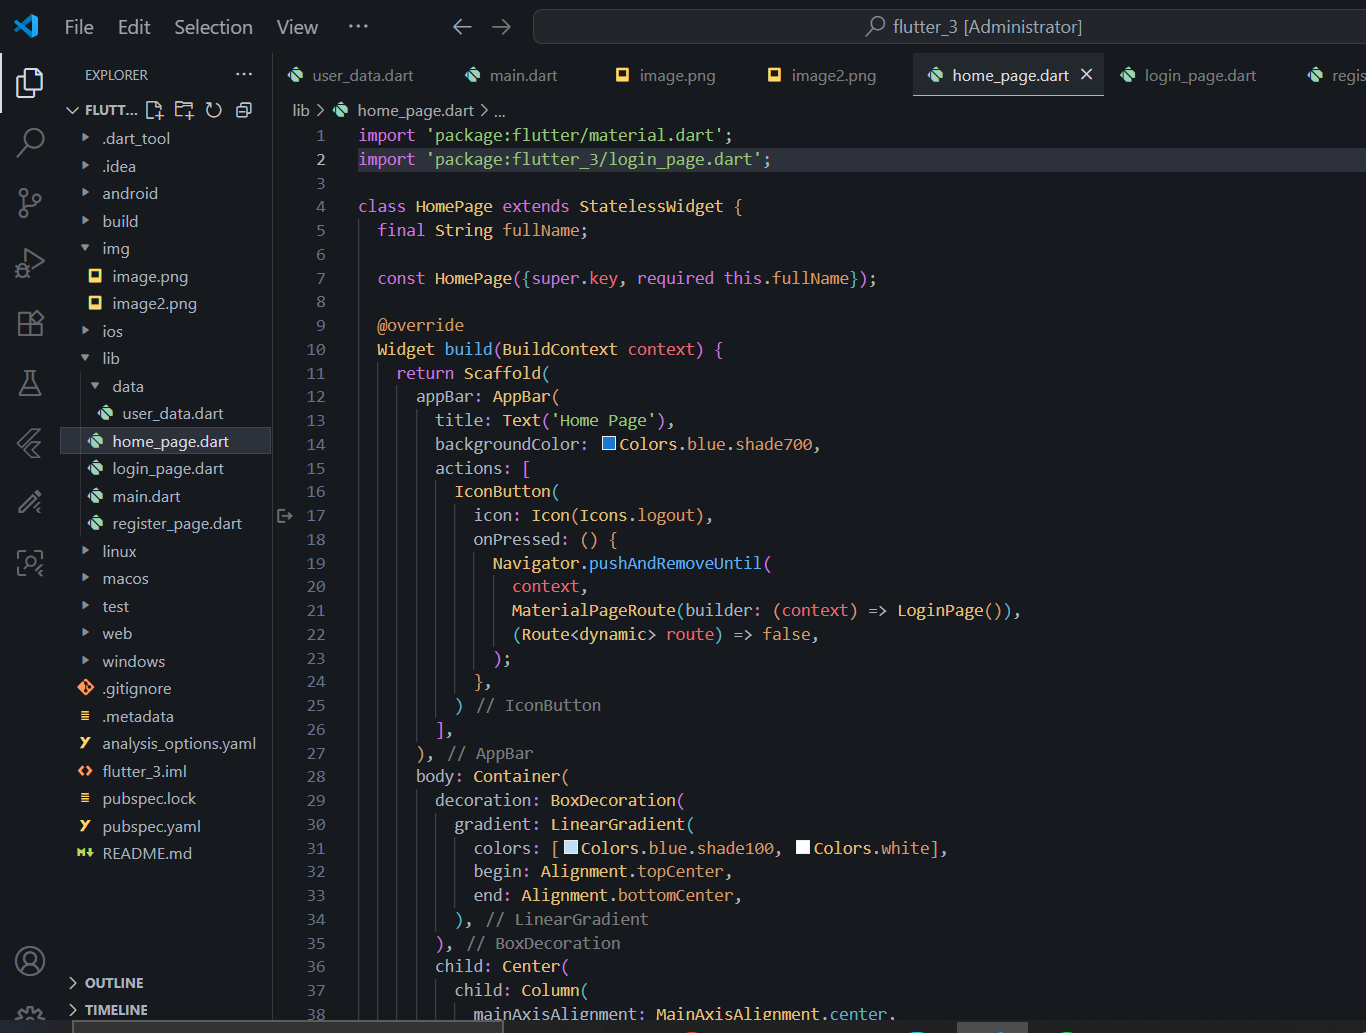 File Edit Selection View ··· flutter_3 [Administrator]
EXPLORER ···
FLUTT...
.dart_tool
.idea
android
build
img
image.png
image2.png
ios
lib
data
user_data.dart
home_page.dart
login_page.dart
main.dart
register_page.dart
linux
macos
test
web
windows
.gitignore
.metadata
analysis_options.yaml
flutter_3.iml
pubspec.lock
pubspec.yaml
README.md
OUTLINE
TIMELINE
user_data.dart main.dart image.png image2.png home_page.dart login_page.dart regis
lib > home_page.dart > ...
1 import 'package:flutter/material.dart';
2 import 'package:flutter_3/login_page.dart';
3
4 class HomePage extends StatelessWidget {
5 final String fullName;
6
7 const HomePage({super.key, required this.fullName});
8
9 @override
10 Widget build(BuildContext context) {
11 return Scaffold(
12 appBar: AppBar(
13 title: Text('Home Page'),
14 backgroundColor: Colors.blue.shade700,
15 actions: [
16 IconButton(
17 icon: Icon(Icons.logout),
18 onPressed: () {
19 Navigator.pushAndRemoveUntil(
20 context,
21 MaterialPageRoute(builder: (context) => LoginPage()),
22 (Route<dynamic> route) => false,
23 );
24 },
25 ) // IconButton
26 ],
27 ), // AppBar
28 body: Container(
29 decoration: BoxDecoration(
30 gradient: LinearGradient(
31 colors: [Colors.blue.shade100, Colors.white],
32 begin: Alignment.topCenter,
33 end: Alignment.bottomCenter,
34 ), // LinearGradient
35 ), // BoxDecoration
36 child: Center(
37 child: Column(
38 mainAxisAlignment: MainAxisAlignment.center,